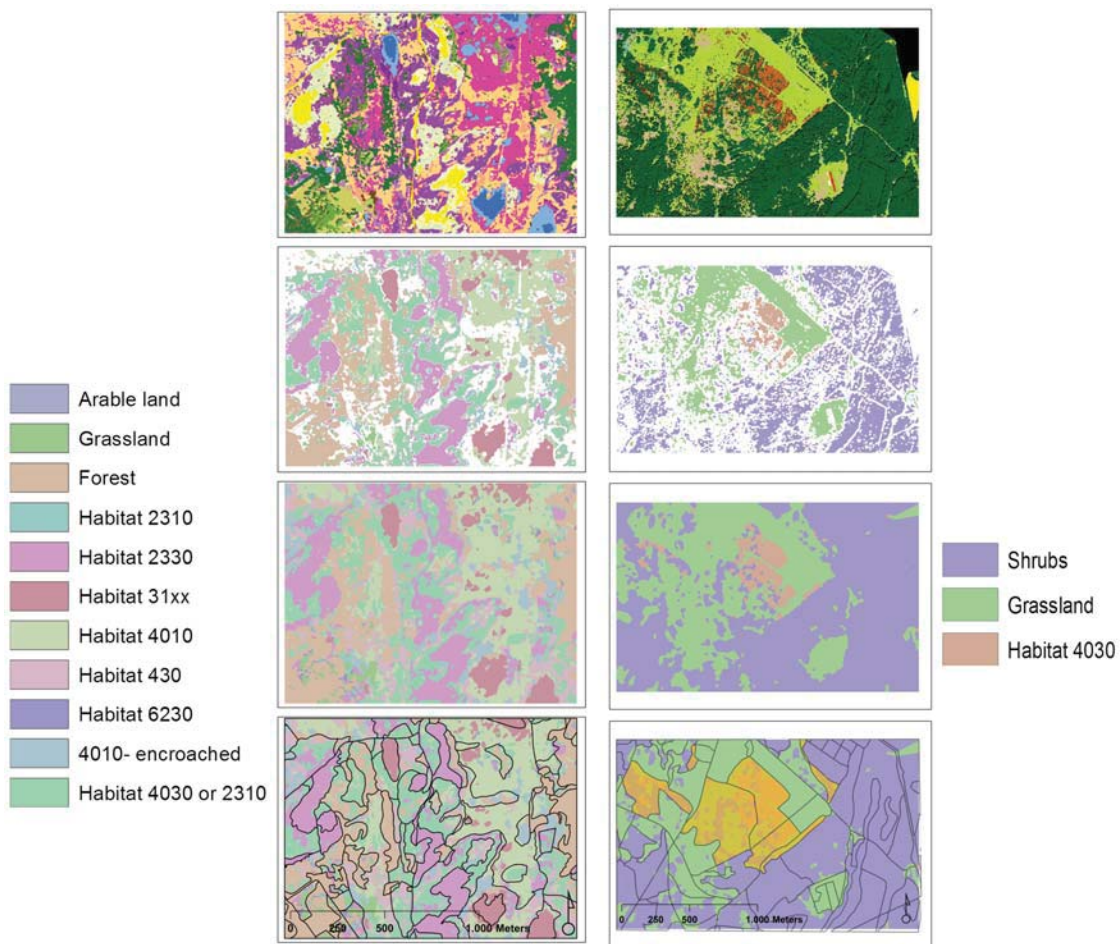 Arable land
Grassland
Forest
Habitat 2310
Habitat 2330
Habitat 31xx
Habitat 4010
Habitat 430
Habitat 6230
4010- encroached
Habitat 4030 or 2310
Shrubs
Grassland
Habitat 4030
0 250 500 1.000 Meters
0 250 500 1.000 Meters